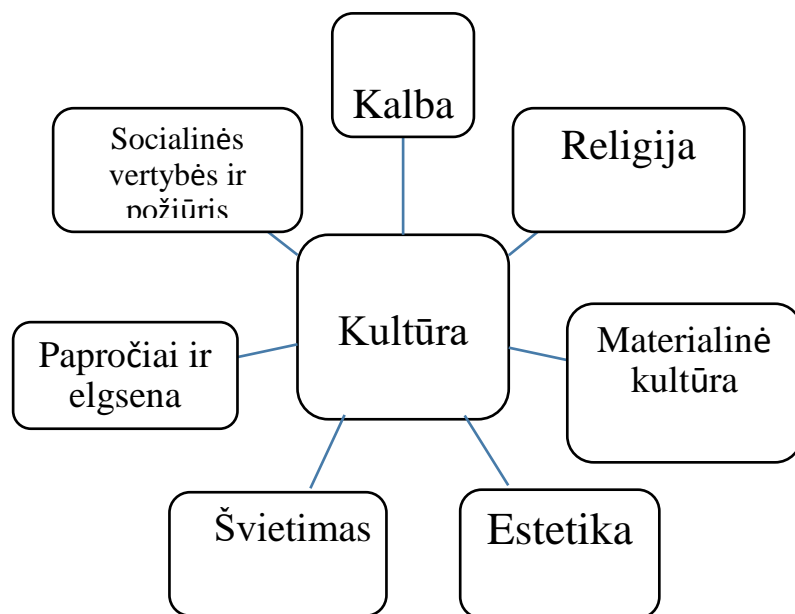 Kalba
Socialinės
vertybės ir
požiūris
Religija
Kultūra
Papročiai ir
elgsena
Materialinė
kultūra
Švietimas
Estetika